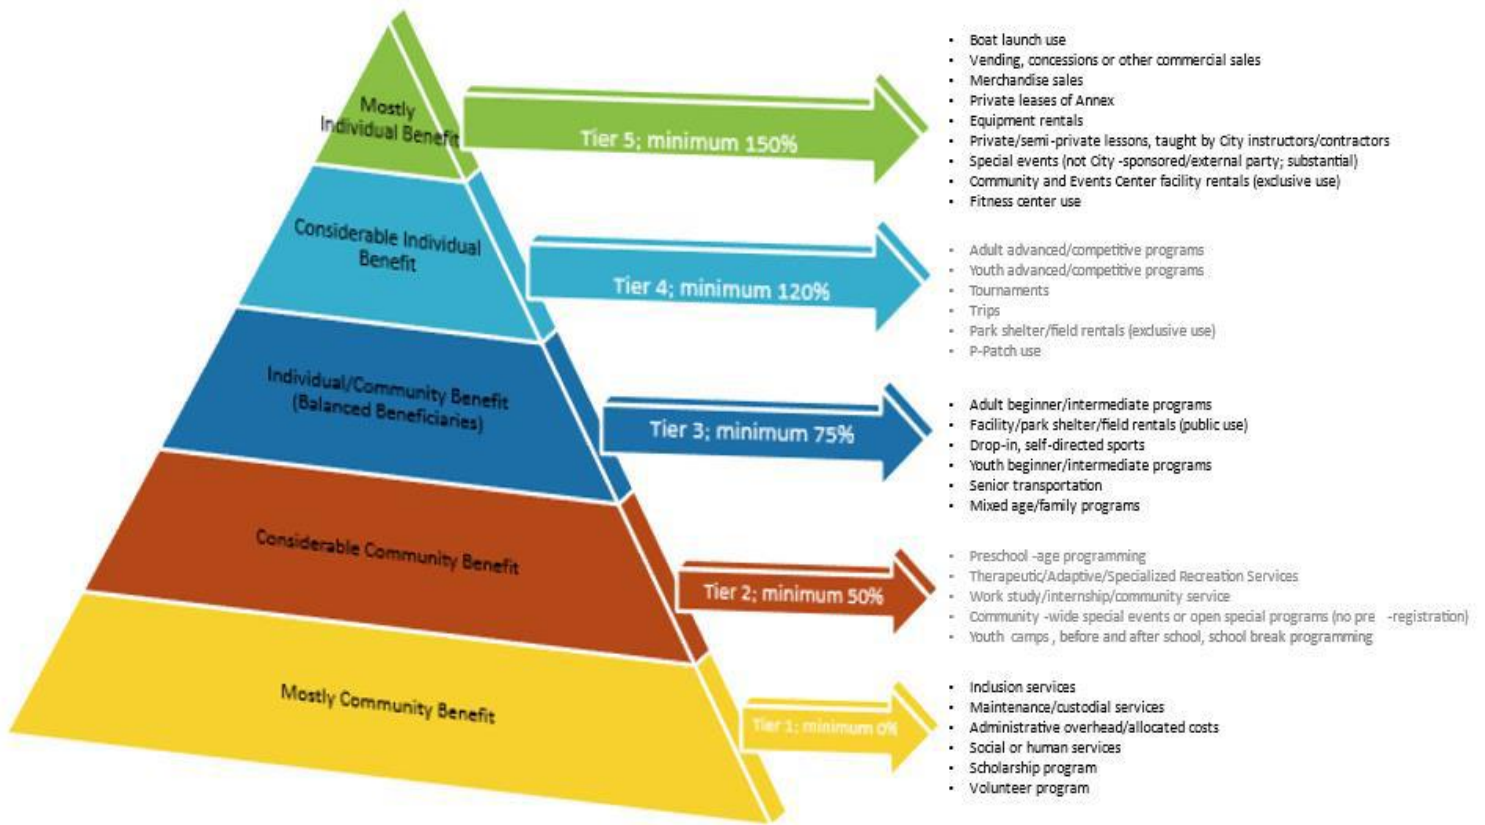 Mostly
Individual Benefit
Tier 5; minimum 150%
• Boat launch use
• Vending, concessions or other commercial sales
• Merchandise sales
• Private leases of Annex
• Equipment rentals
• Private/semi-private lessons, taught by City instructors/contractors
• Special events (not City -sponsored/external party; substantial)
• Community and Events Center facility rentals (exclusive use)
• Fitness center use
Considerable Individual
Benefit
Tier 4; minimum 120%
• Adult advanced/competitive programs
• Youth advanced/competitive programs
• Tournaments
• Trips
• Park shelter/field rentals (exclusive use)
• P-Patch use
Individual/Community Benefit
(Balanced Beneficiaries)
Tier 3; minimum 75%
• Adult beginner/intermediate programs
• Facility/park shelter/field rentals (public use)
• Drop-in, self-directed sports
• Youth beginner/intermediate programs
• Senior transportation
• Mixed age/family programs
Considerable Community Benefit
Tier 2; minimum 50%
• Preschool -age programming
• Therapeutic/Adaptive/Specialized Recreation Services
• Work study/internship/community service
• Community -wide special events or open special programs (no pre -registration)
• Youth camps , before and after school, school break programming
Mostly Community Benefit
Tier 1; minimum 0%
• Inclusion services
• Maintenance/custodial services
• Administrative overhead/allocated costs
• Social or human services
• Scholarship program
• Volunteer program